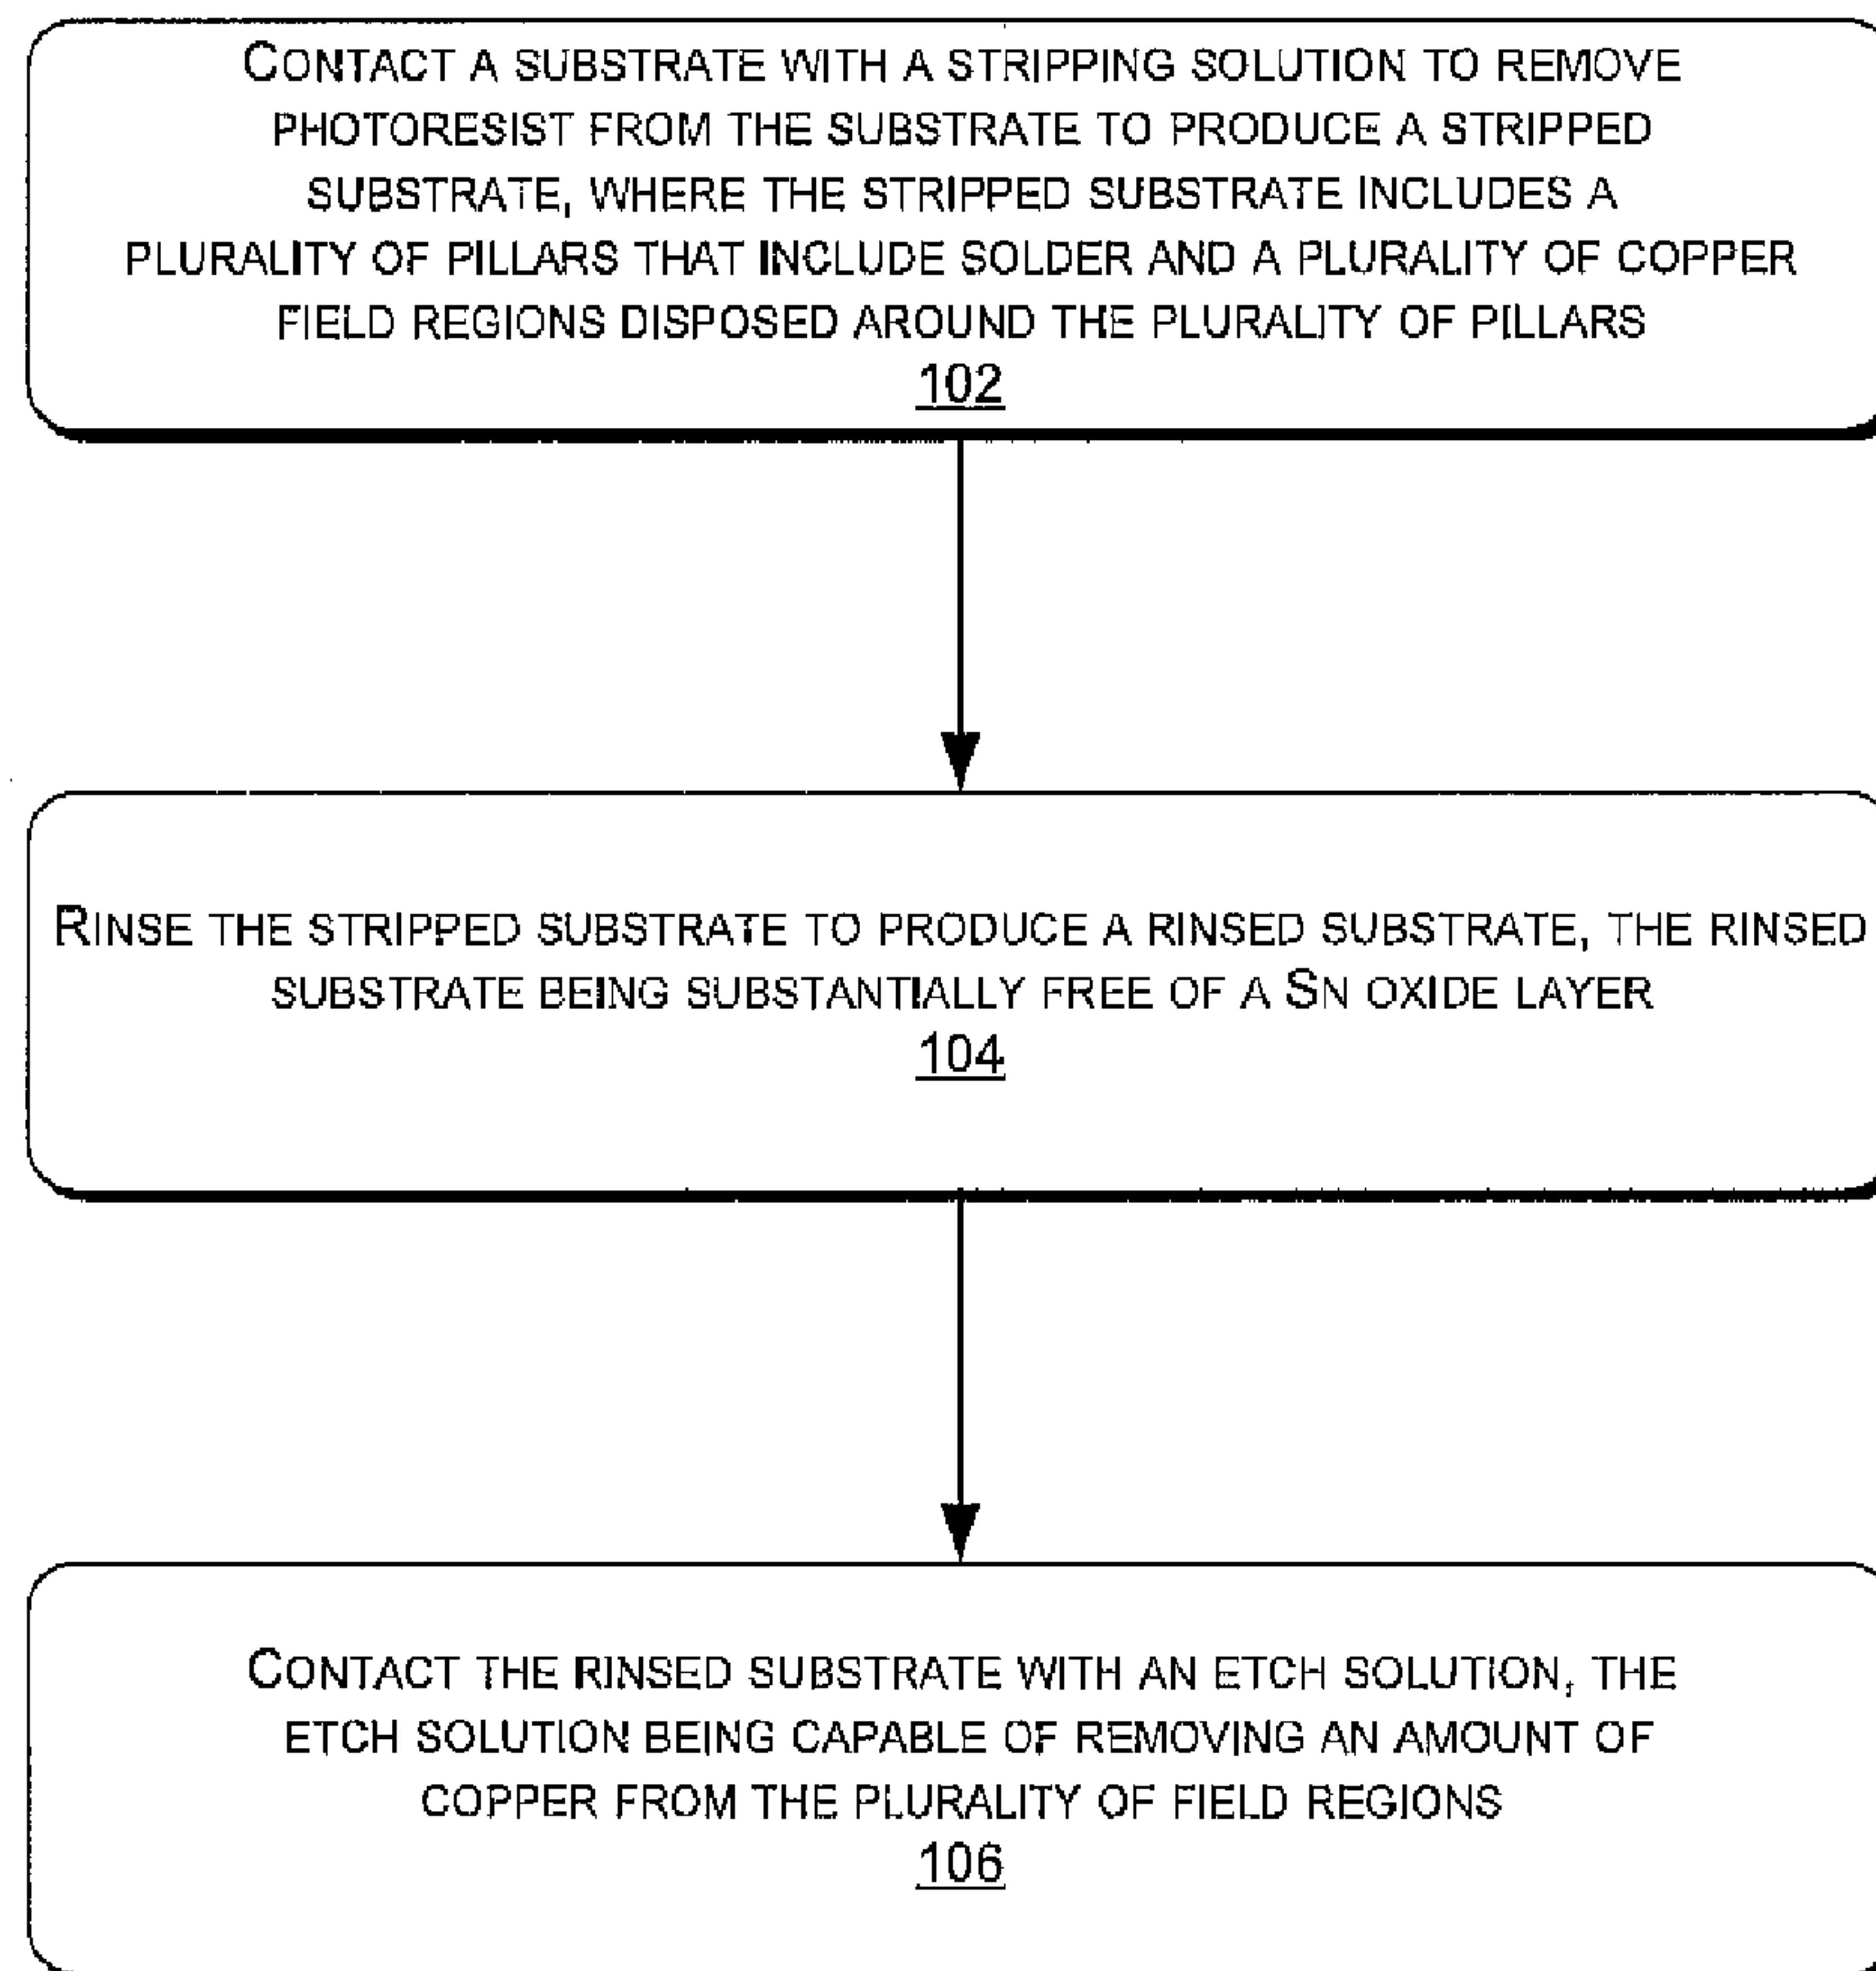 CONTACT A SUBSTRATE WITH A STRIPPING SOLUTION TO REMOVE
PHOTORESIST FROM THE SUBSTRATE TO PRODUCE A STRIPPED
SUBSTRATE, WHERE THE STRIPPED SUBSTRATE INCLUDES A
PLURALITY OF PILLARS THAT INCLUDE SOLDER AND A PLURALITY OF COPPER
FIELD REGIONS DISPOSED AROUND THE PLURALITY OF PILLARS
102
RINSE THE STRIPPED SUBSTRATE TO PRODUCE A RINSED SUBSTRATE, THE RINSED
SUBSTRATE BEING SUBSTANTIALLY FREE OF A SN OXIDE LAYER
104
CONTACT THE RINSED SUBSTRATE WITH AN ETCH SOLUTION, THE
ETCH SOLUTION BEING CAPABLE OF REMOVING AN AMOUNT OF
COPPER FROM THE PLURALITY OF FIELD REGIONS
106